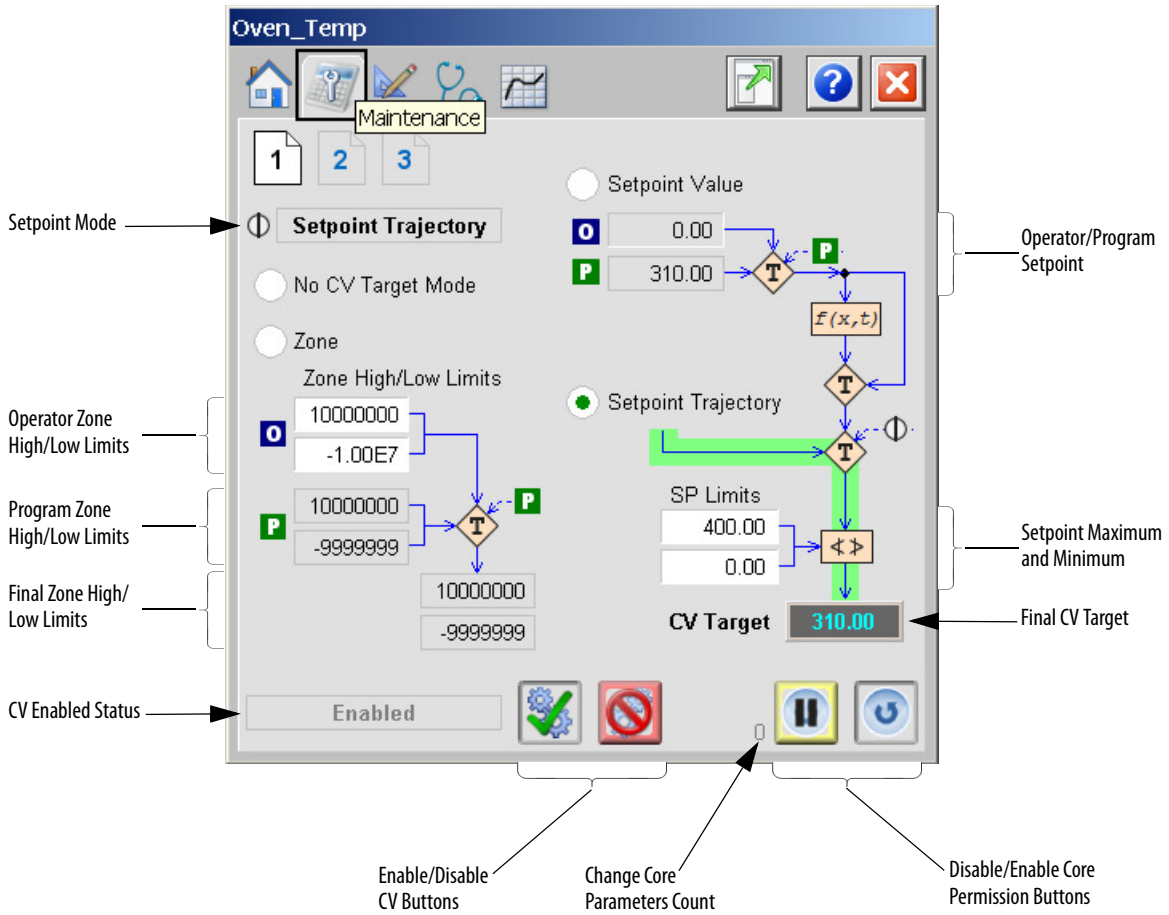 Oven_Temp
Maintenance
1
2
3
Setpoint Mode
Setpoint Trajectory
No CV Target Mode
Zone
Zone High/Low Limits
Operator Zone
High/Low Limits
O
10000000
-1.00E7
Program Zone
High/Low Limits
P
10000000
-9999999
T
P
Final Zone High/
Low Limits
10000000
-9999999
Setpoint Value
O
0.00
P
310.00
T
P
f(x,t)
T
Operator/Program
Setpoint
Setpoint Trajectory
T
SP Limits
400.00
0.00
Setpoint Maximum
and Minimum
CV Target
310.00
Final CV Target
CV Enabled Status
Enabled
0
Enable/Disable
CV Buttons
Change Core
Parameters Count
Disable/Enable Core
Permission Buttons
?